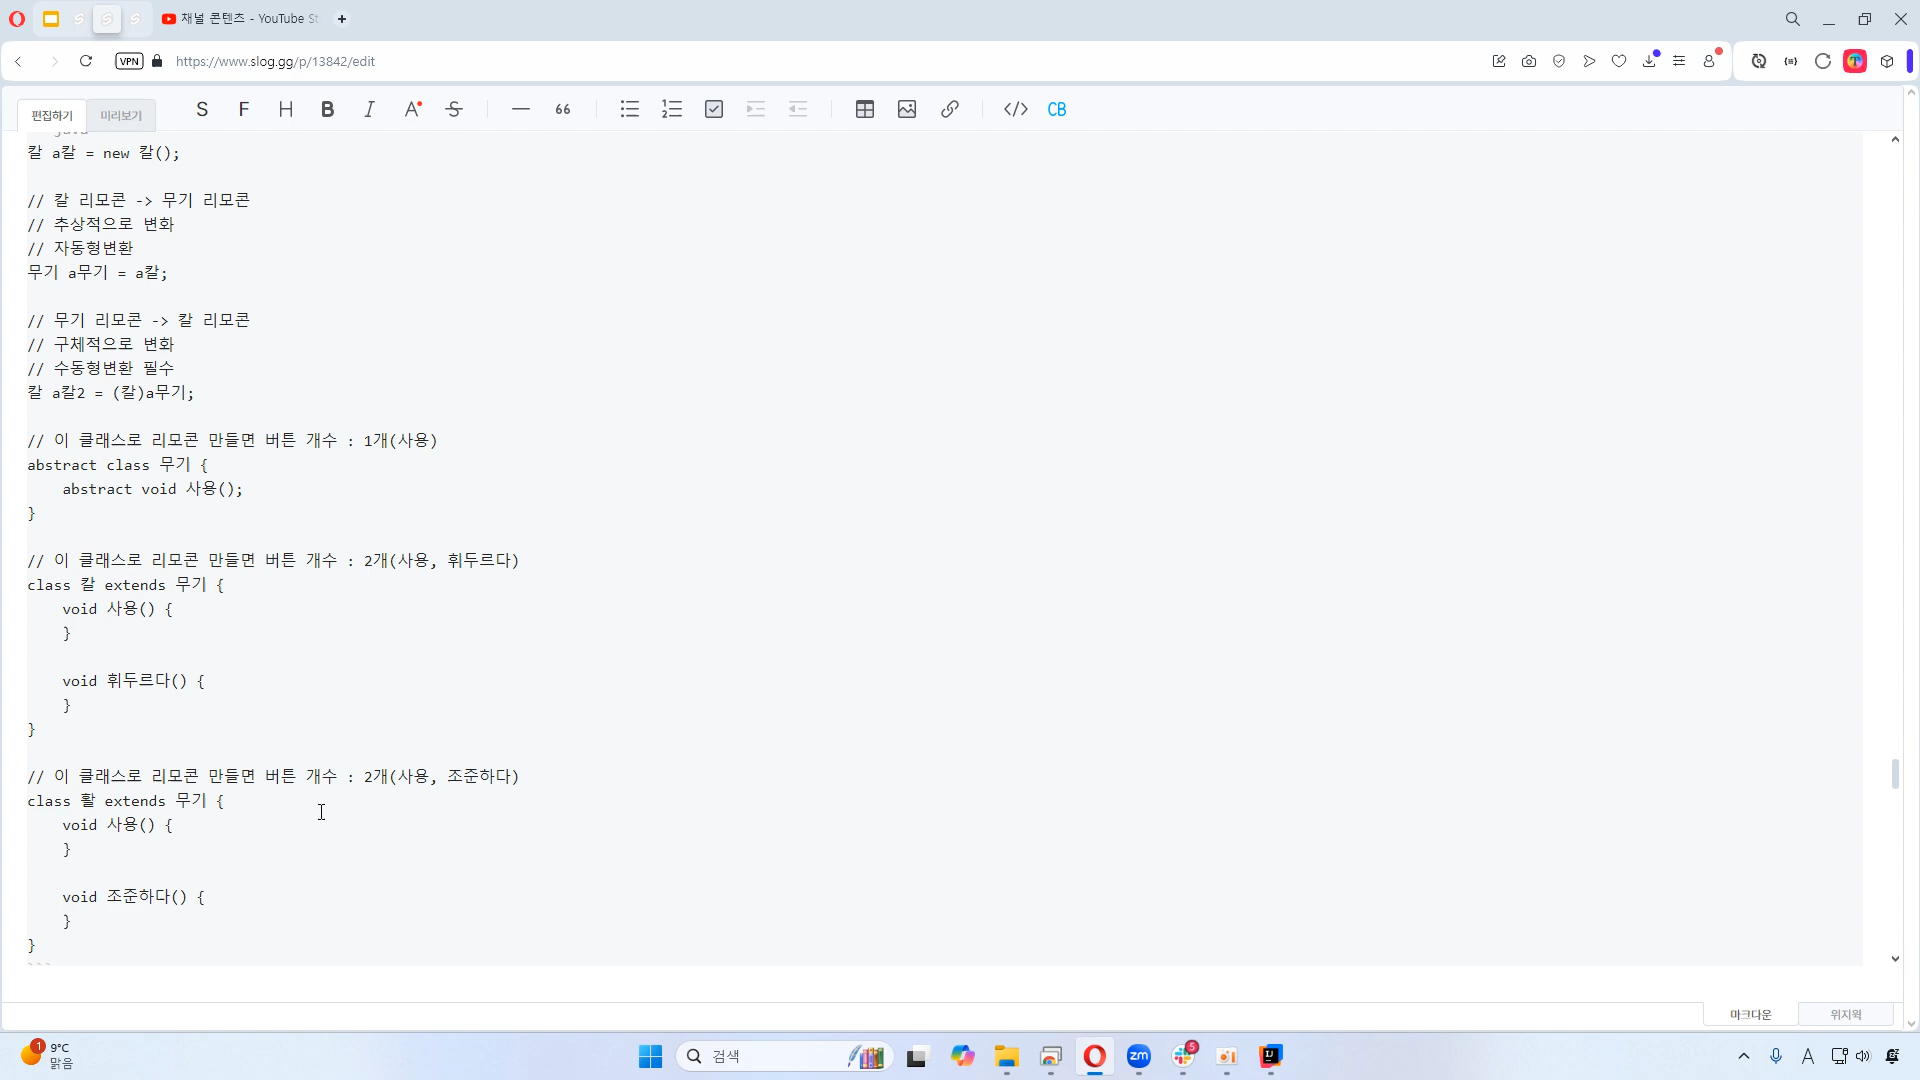 채널 콘텐츠 - YouTube St
VPN
https://www.slog.gg/p/13842/edit
편집하기
미리보기
S F H B I A S
66
CB
칼 a칼 = new 칼();
// 칼 리모콘 -> 무기 리모콘
// 추상적으로 변화
// 자동형변환
무기 a무기 = a칼;
// 무기 리모콘 -> 칼 리모콘
// 구체적으로 변화
// 수동형변환 필수
칼 a칼2 = (칼)a무기;
// 이 클래스로 리모콘 만들면 버튼 개수 : 1개(사용)
abstract class 무기 {
    abstract void 사용();
}
// 이 클래스로 리모콘 만들면 버튼 개수 : 2개(사용, 휘두르다)
class 칼 extends 무기 {
    void 사용() {
    }
    void 휘두르다() {
    }
}
// 이 클래스로 리모콘 만들면 버튼 개수 : 2개(사용, 조준하다)
class 활 extends 무기 {
    void 사용() {
    }
    void 조준하다() {
    }
}
```
마크다운
위지윅
1
9°C
맑음
검색
zm
5
A